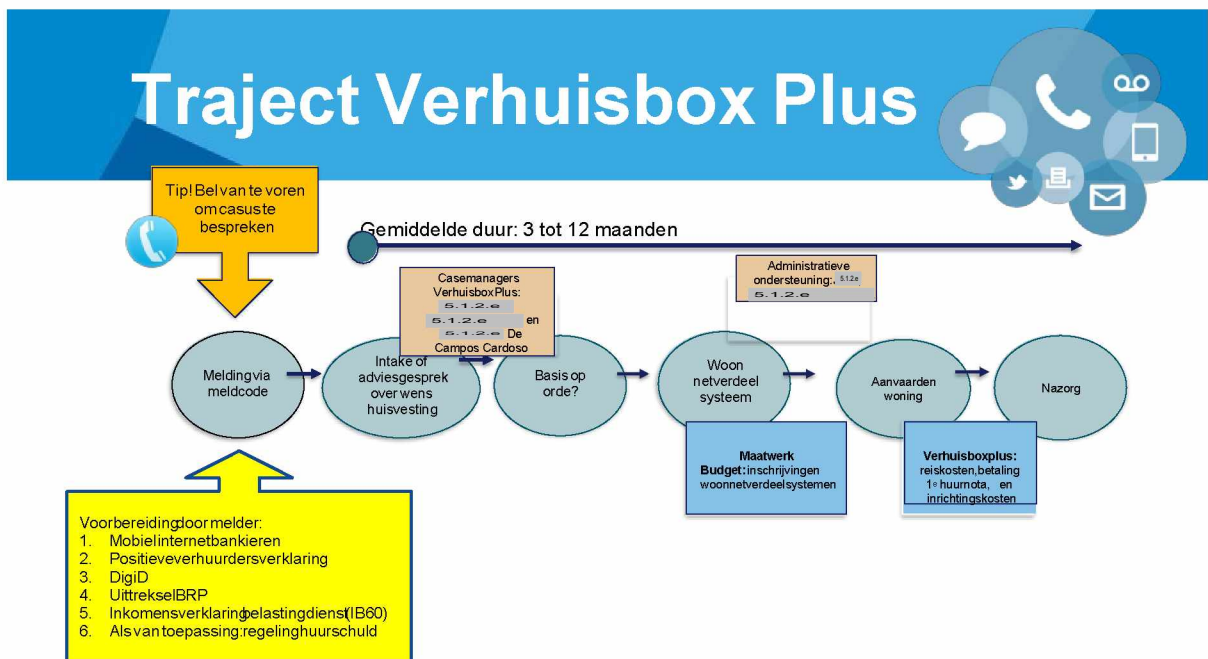 Traject Verhuisbox Plus
Tip! Bel van te voren
om casus te
bespreken
Gemiddelde duur: 3 tot 12 maanden
Casemanagers
VerhuisboxPlus:
5.1.2.e
5.1.2.e en
5.1.2.e De
Campos Cardoso
Administratieve
ondersteuning:, 5.1.2.e
5.1.2.e
Melding via
meldcode
Intake of
adviesgesprek
over wens
huisvesting
Basis op
orde?
Woon
netverdeel
systeem
Aanvaarden
woning
Nazorg
Maatwerk
Budget: inschrijvingen
woonnetverdeelsystemen
Verhuisboxplus:
reiskosten, betaling
1e huurnota, en
inrichtingskosten
Voorbereiding door melder:
1. Mobiel internetbankieren
2. Positieve verhuurdersverklaring
3. DigiD
4. Uittreksel BRP
5. Inkomensverklaring belastingdienst (IB60)
6. Als van toepassing: regeling huurschuld